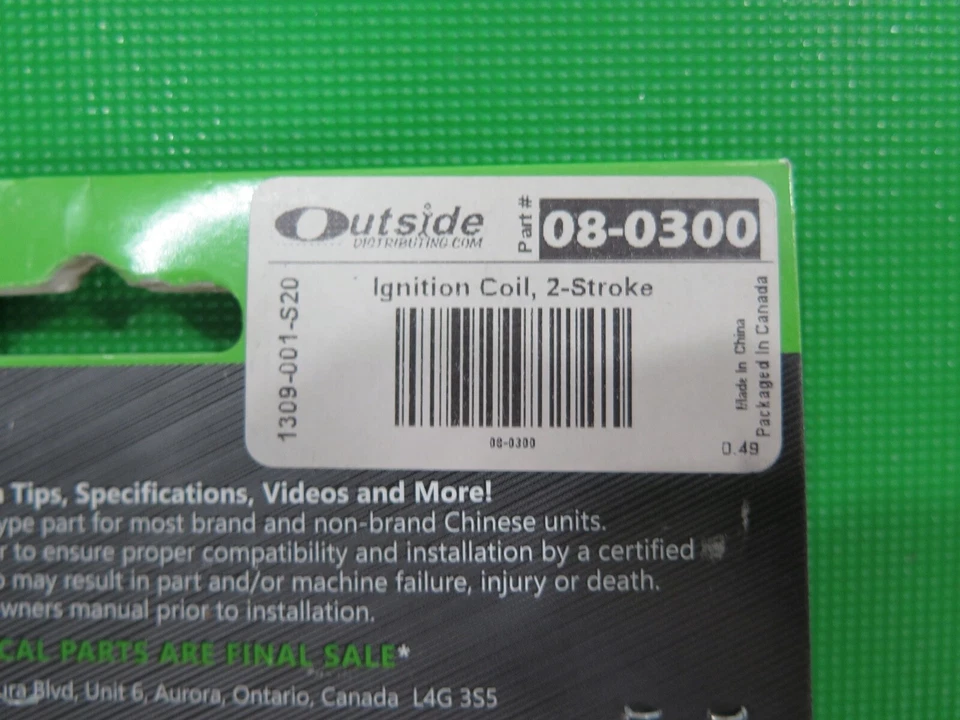 Outside
DISTRIBUTING.COM
Part #
08-0300
Ignition Coil, 2-Stroke
1309-001-S20
08-0300
Made In China
Packaged In Canada
0.49
Tips, Specifications, Videos and More!
ype part for most brand and non-brand Chinese units.
r to ensure proper compatibility and installation by a certified
may result in part and/or machine failure, injury or death.
wners manual prior to installation.
CAL PARTS ARE FINAL SALE*
ura Blvd, Unit 6, Aurora, Ontario, Canada L4G 3S5